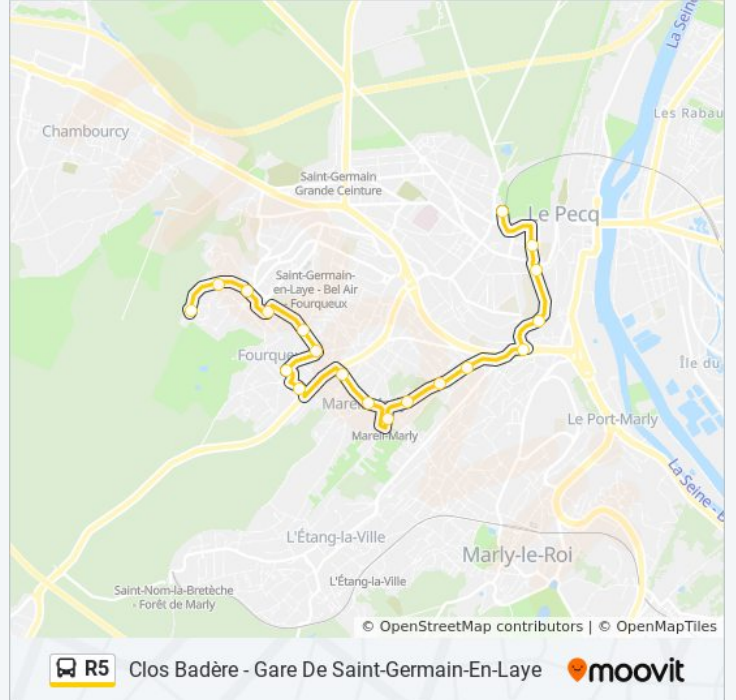 La Seine
Les Rabau
Chambourcy
Saint-Germain
Grande Ceinture
Le Pecq
Saint-Germain-
en-Laye - Bel Air
- Fourqueux
Fourque
Île du
Mareil
Mareil-Marly
Le Port-Marly
La Seine - B
L'Étang-la-Ville
Marly-le-Roi
L'Étang-la-Ville
Saint-Nom-la-Bretèche
- Forêt de Marly
© OpenStreetMap contributors | © OpenMapTiles
R5 Clos Badère - Gare De Saint-Germain-En-Laye moovit